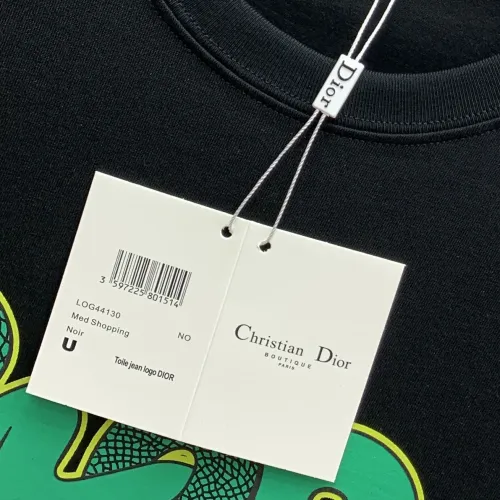 Dior
3 597225 801514
LOG44130
Med Shopping NO
Noir
U
Toile jean logo DIOR
Christian Dior
BOUTIQUE
PARIS